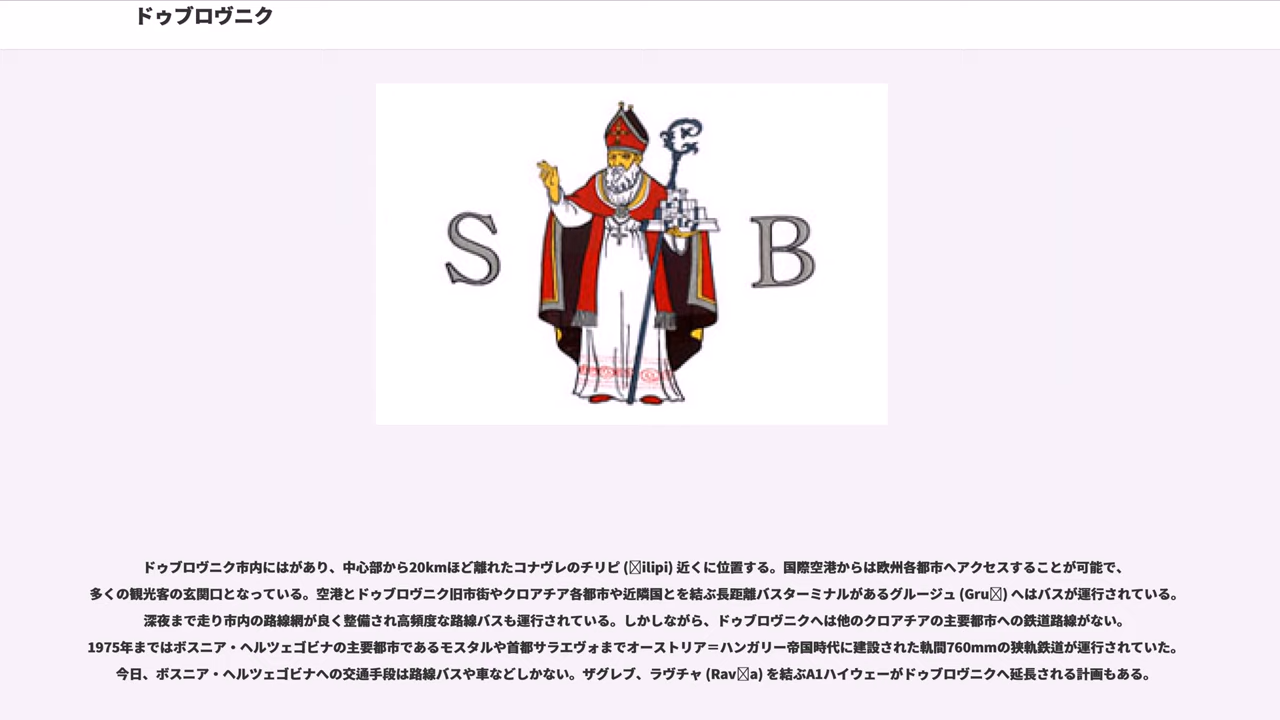 ドゥブロヴニク
S B
ドゥブロヴニク市内にはがあり、中心部から20kmほど離れたコナヴレのチリピ (ilipi) 近くに位置する。国際空港からは欧州各都市へアクセスすることが可能で、
多くの観光客の玄関口となっている。空港とドゥブロヴニク旧市街やクロアチア各都市や近隣国とを結ぶ長距離バスターミナルがあるグルージュ (Gru) へはバスが運行されている。
深夜まで走り市内の路線網が良く整備され高頻度な路線バスも運行されている。しかしながら、ドゥブロヴニクへは他のクロアチアの主要都市への鉄道路線がない。
1975年まではボスニア・ヘルツェゴビナの主要都市であるモスタルや首都サラエヴォまでオーストリア＝ハンガリー帝国時代に建設された軌間760mmの狭軌鉄道が運行されていた。
今日、ボスニア・ヘルツェゴビナへの交通手段は路線バスや車などしかない。ザグレブ、ラヴチャ (Rava) を結ぶA1ハイウェーがドゥブロヴニクへ延長される計画もある。